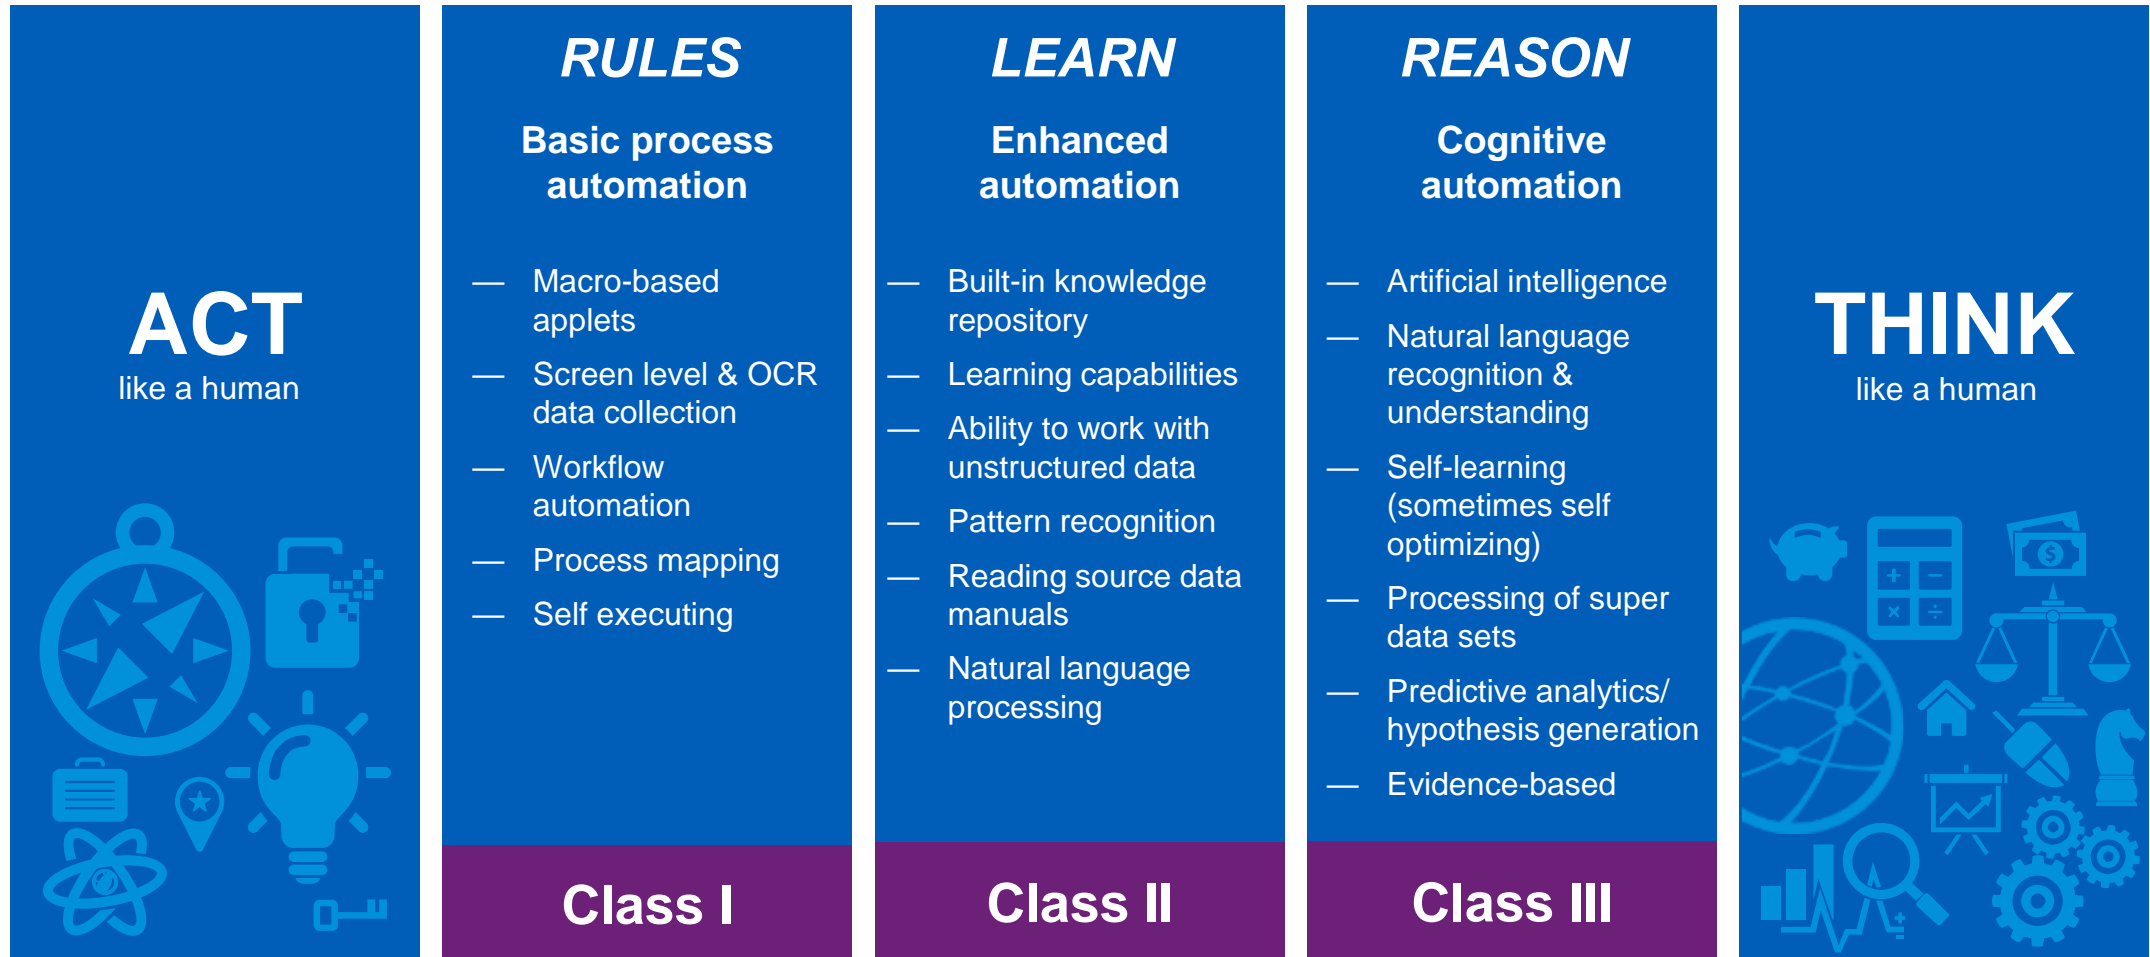 ACT
like a human
RULES
Basic process
automation
— Macro-based
applets
— Screen level & OCR
data collection
— Workflow
automation
— Process mapping
— Self executing
Class I
LEARN
Enhanced
automation
— Built-in knowledge
repository
— Learning capabilities
— Ability to work with
unstructured data
— Pattern recognition
— Reading source data
manuals
— Natural language
processing
Class II
REASON
Cognitive
automation
— Artificial intelligence
— Natural language
recognition &
understanding
— Self-learning
(sometimes self
optimizing)
— Processing of super
data sets
— Predictive analytics/
hypothesis generation
— Evidence-based
Class III
THINK
like a human